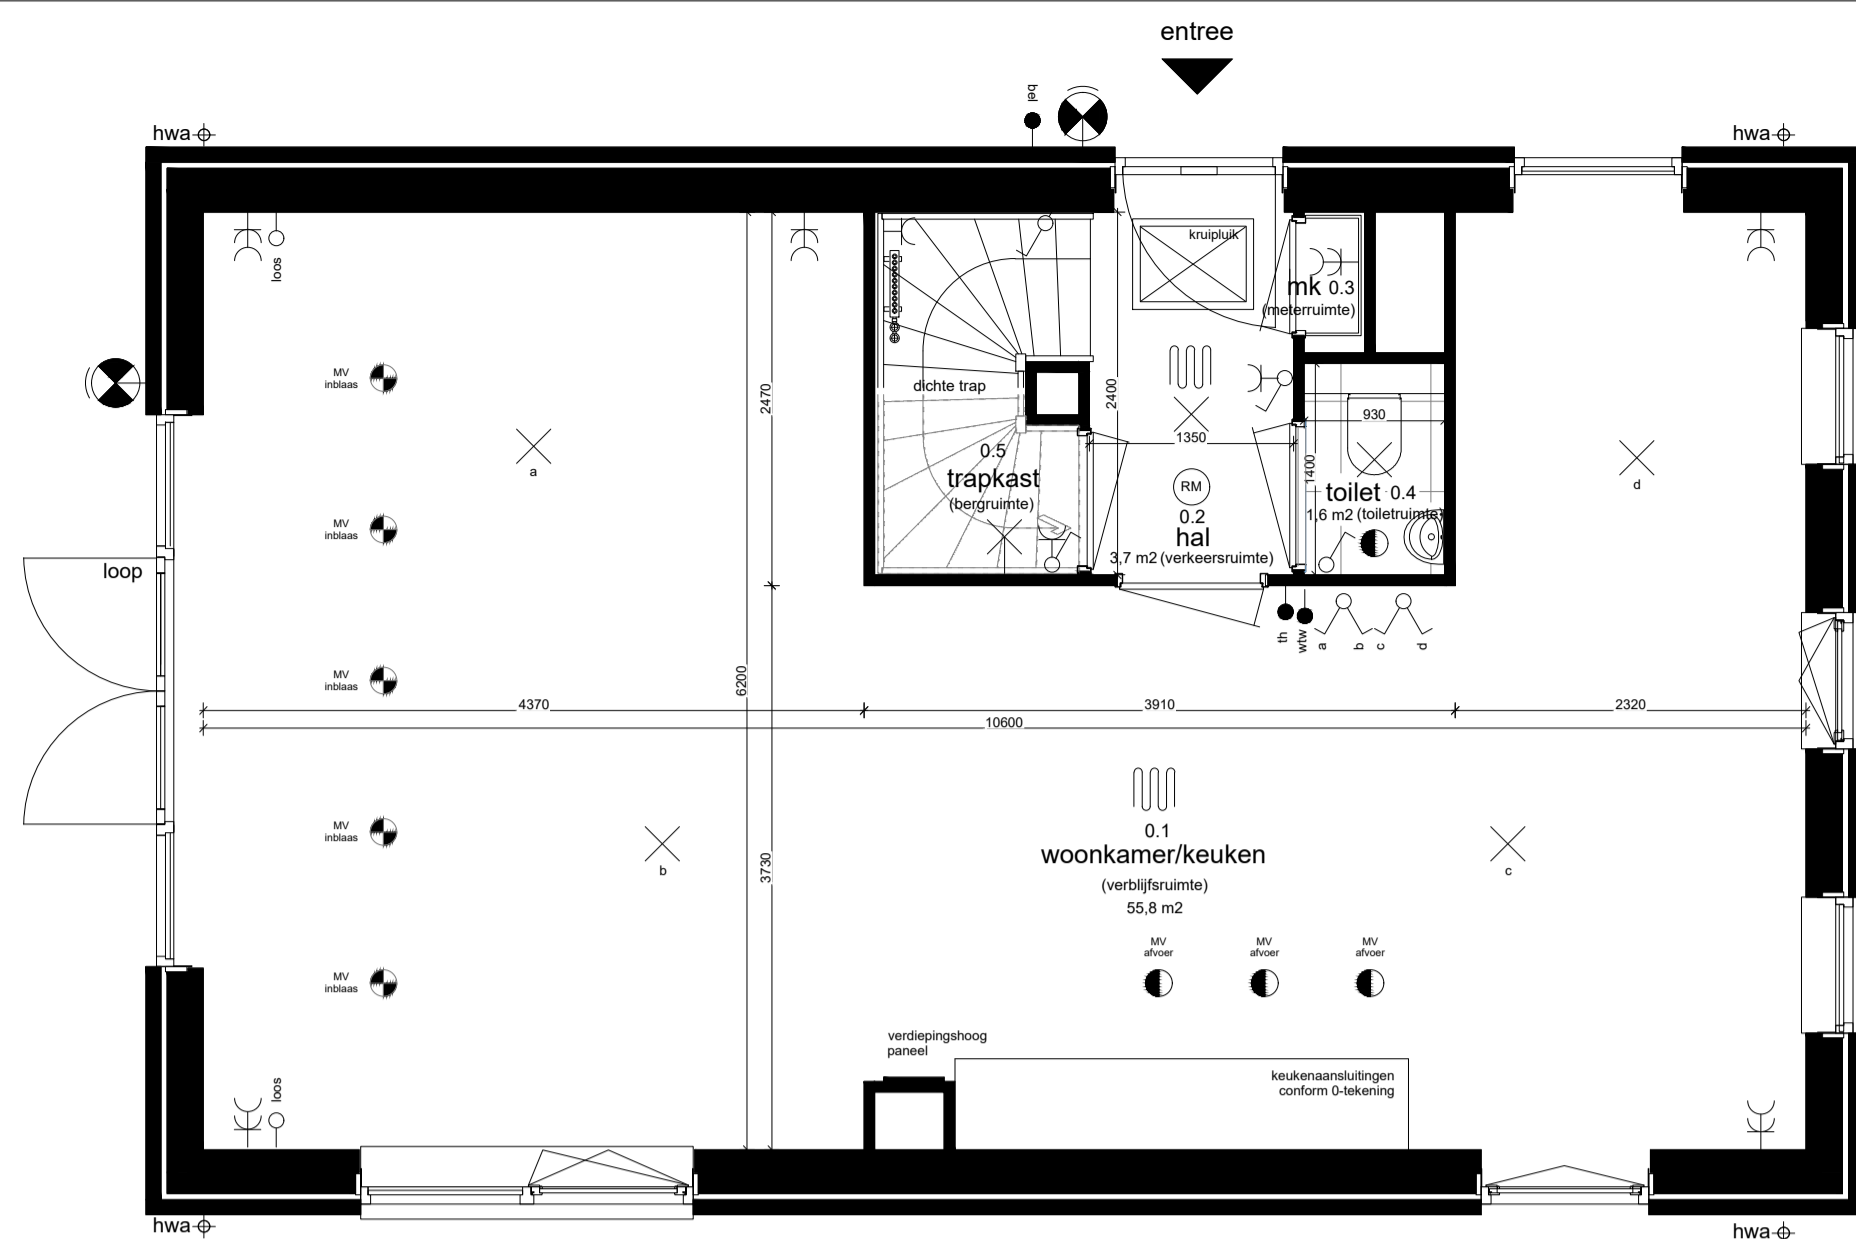 entree
bel
hwa
hwa
loos
kruipluik
mk 0.3
(meterruimte)
MV
inblaas
dichte trap
2470
2400
930
a
0.5
trapkast
(bergruimte)
1350
RM
0.2
hal
3,7 m2 (verkeersruimte)
1400
toilet 0.4
1,6 m2 (toiletruimte)
d
MV
inblaas
loop
th
wtw
a
b
c
d
MV
inblaas
6200
4370
3910
2320
10600
MV
inblaas
b
3730
0.1
woonkamer/keuken
(verblijfsruimte)
55,8 m2
c
MV
afvoer
MV
afvoer
MV
afvoer
MV
inblaas
verdiepingshoog
paneel
keukenaansluitingen
conform 0-tekening
loos
hwa
hwa